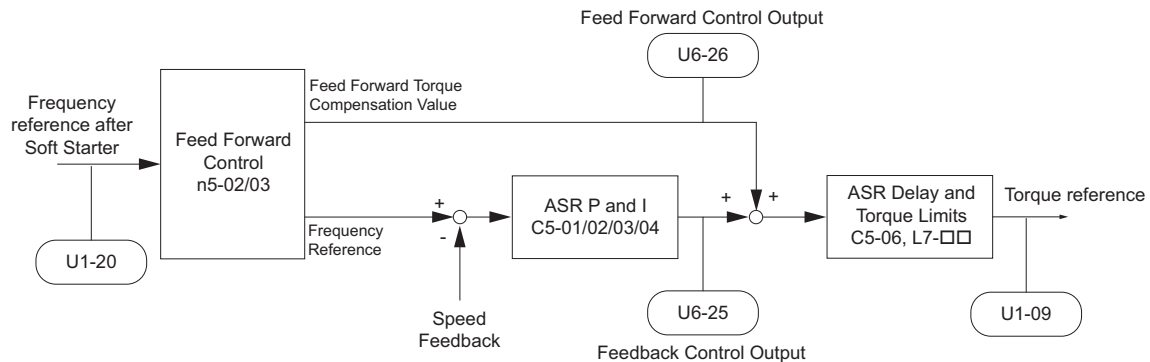 Feed Forward Control Output
U6-26
Feed Forward Torque
Compensation Value
Frequency
reference after
Soft Starter
Feed Forward
Control
n5-02/03
+
+
+
-
ASR P and I
C5-01/02/03/04
ASR Delay and
Torque Limits
C5-06, L7-□□
Torque reference
Frequency
Reference
U1-20
Speed
Feedback
U6-25
U1-09
Feedback Control Output